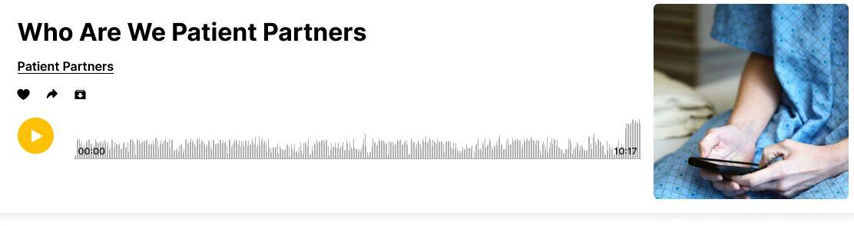 Who Are We Patient Partners
Patient Partners
00:00
10:17